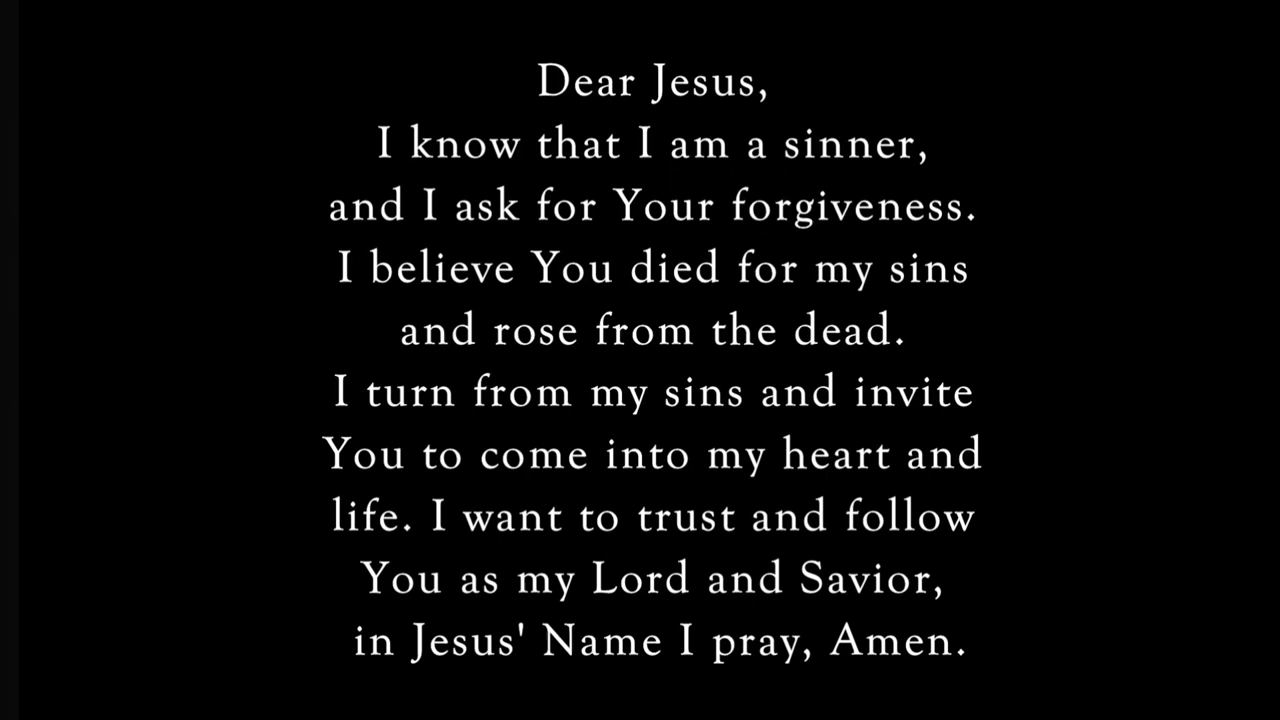 Dear Jesus,
I know that I am a sinner,
and I ask for Your forgiveness.
I believe You died for my sins
and rose from the dead.
I turn from my sins and invite
You to come into my heart and
life. I want to trust and follow
You as my Lord and Savior,
in Jesus' Name I pray, Amen.